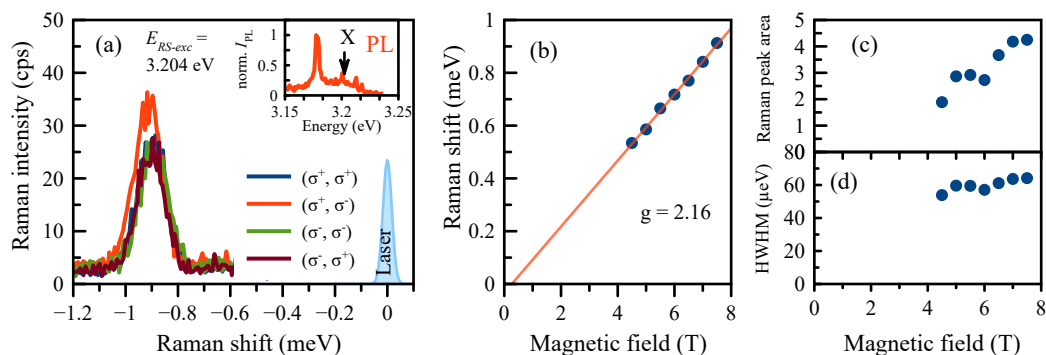 (a)
E_RS-exc =
3.204 eV
Raman intensity (cps)
50
40
30
20
10
0
−1.2
−1
−0.8
−0.6
−0.4
−0.2
0
Raman shift (meV)
(σ⁺, σ⁺)
(σ⁺, σ⁻)
(σ⁻, σ⁻)
(σ⁻, σ⁺)
Laser
norm. I_PL
1
0.5
0
X
PL
3.15
3.2
3.25
Energy (eV)
(b)
Raman shift (meV)
1
0.8
0.6
0.4
0.2
0
g = 2.16
0
2
4
6
8
Magnetic field (T)
(c)
Raman peak area
5
4
3
2
1
0
(d)
HWHM (μeV)
80
60
40
20
0
0
2
4
6
8
Magnetic field (T)